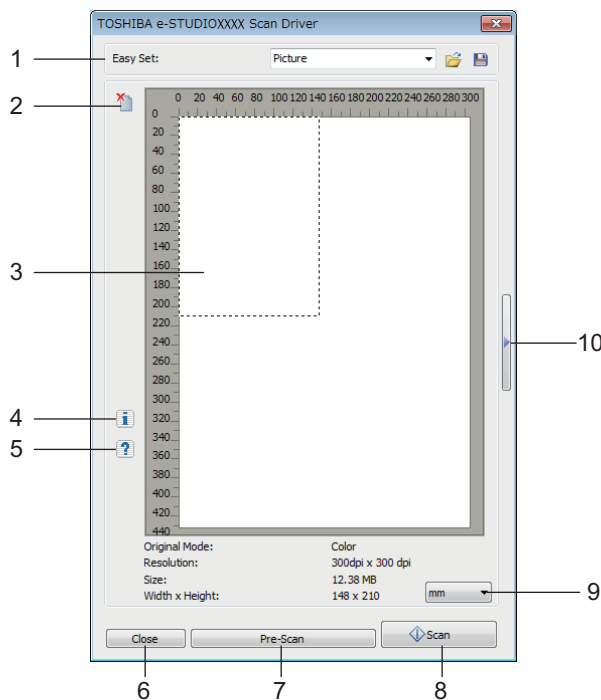 TOSHIBA e-STUDIOXXXX Scan Driver
1
Easy Set:
Picture
2
0 20 40 60 80 100 120 140 160 180 200 220 240 260 280 300
0
20
40
60
80
100
120
140
160
180
200
220
240
260
280
300
320
340
360
380
400
420
440
3
10
4
i
5
?
Original Mode: Color
Resolution: 300dpi x 300 dpi
Size: 12.38 MB
Width x Height: 148 x 210
mm
9
Close
Pre-Scan
Scan
6
7
8